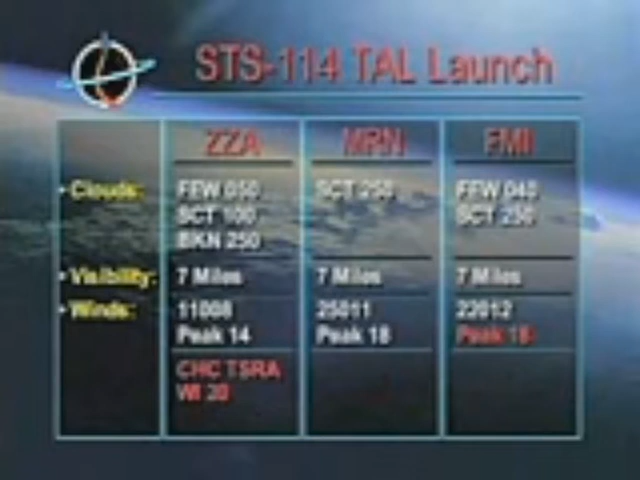 STS-114 TAL Launch
ZZA MRN FMI
• Clouds: FEW 050 SCT 250 FEW 040
SCT 100 SCT 250
BKN 250
• Visibility: 7 Miles 7 Miles 7 Miles
• Winds: 11008 25011 23012
Peak 14 Peak 18 Peak 18
CHC TSRA
WI 20